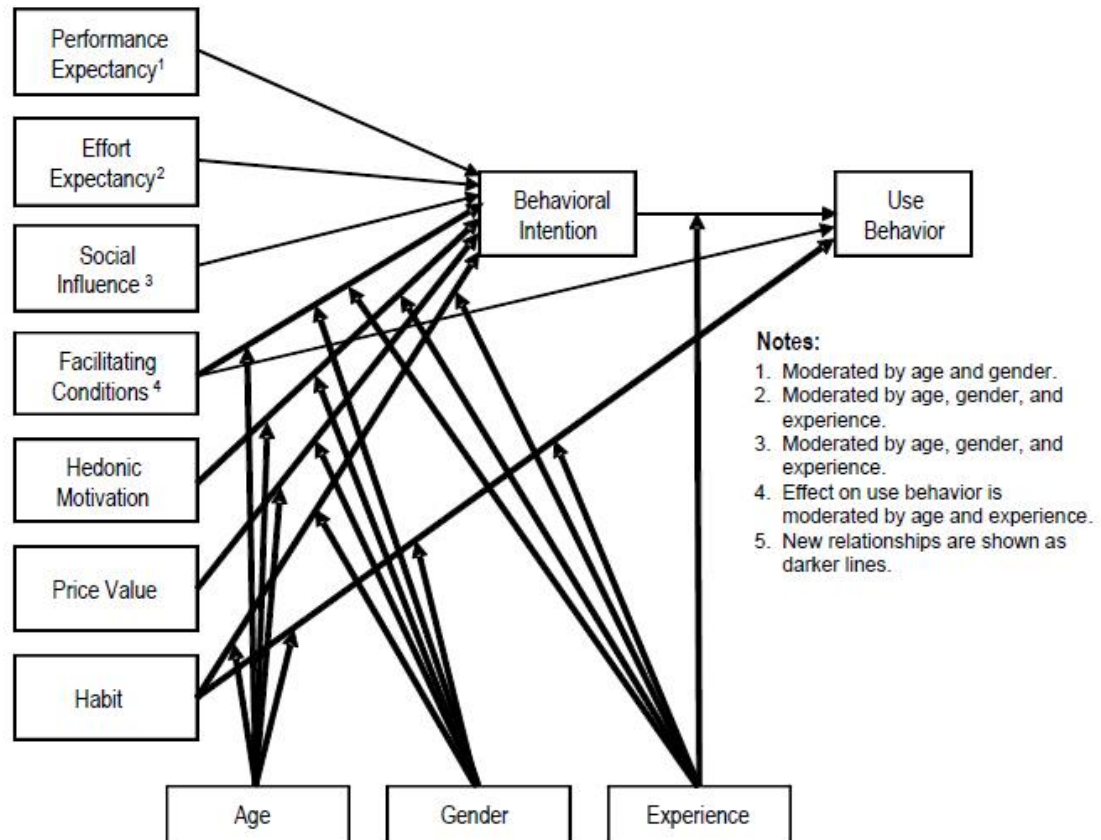 Performance
Expectancy¹
Effort
Expectancy²
Social
Influence ³
Facilitating
Conditions ⁴
Hedonic
Motivation
Price Value
Habit
Behavioral
Intention
Use
Behavior
Notes:
1. Moderated by age and gender.
2. Moderated by age, gender, and
experience.
3. Moderated by age, gender, and
experience.
4. Effect on use behavior is
moderated by age and experience.
5. New relationships are shown as
darker lines.
Age
Gender
Experience